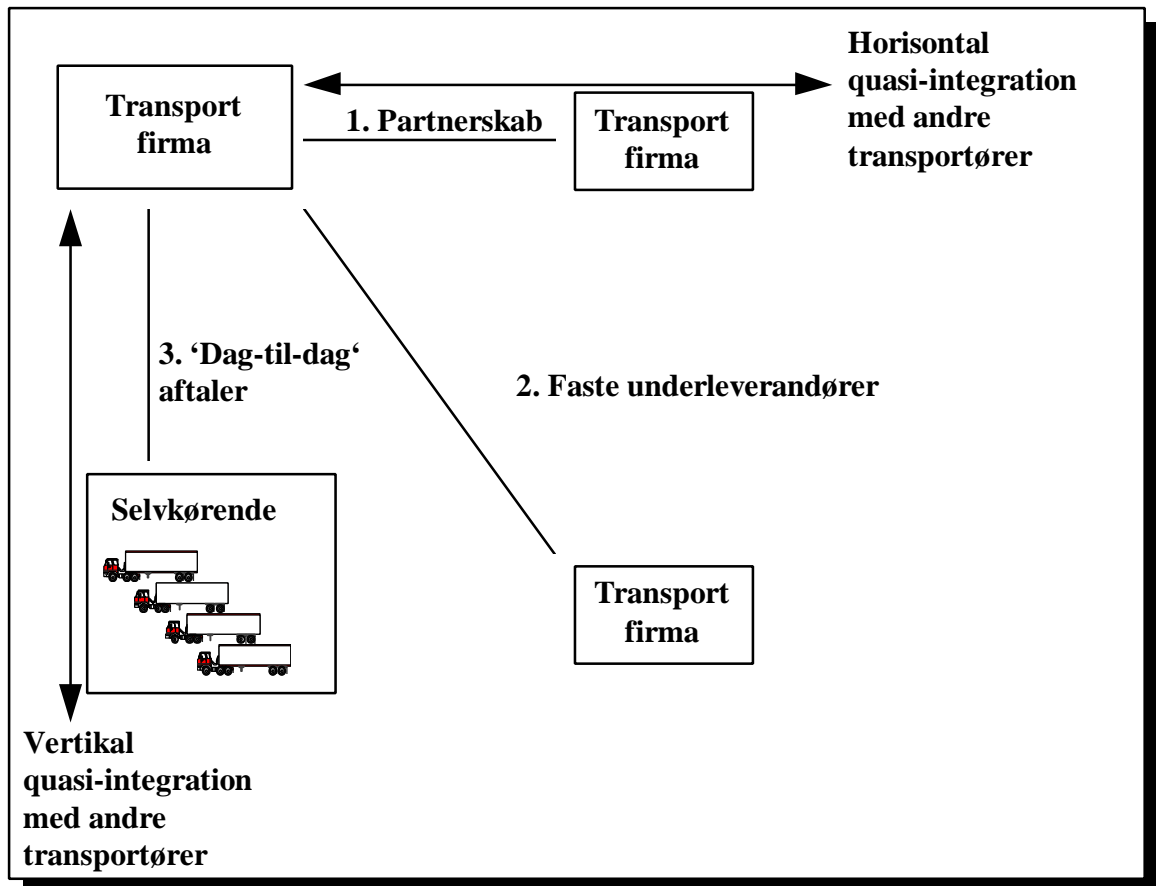 Horisontal
quasi-integration
med andre
transportører
Transport
firma
1. Partnerskab
Transport
firma
3. ‘Dag-til-dag‘
aftaler
2. Faste underleverandører
Selvkørende
Transport
firma
Vertikal
quasi-integration
med andre
transportører